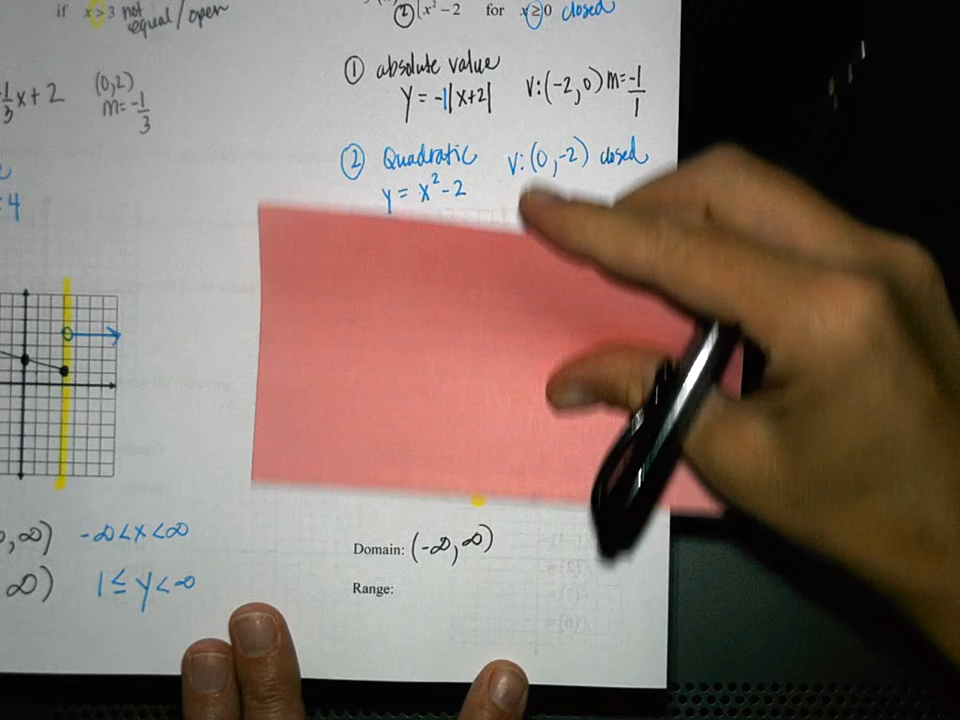 if x > 3 not equal/open
② x² - 2 for x ≥ 0 closed
① absolute value
y = -1|x+2| v: (-2, 0) m = -1/1
② Quadratic v: (0, -2) closed
y = x² - 2
1/3 x + 2 (0,2)
m = -1/3
= 4
, ∞) -∞ < x < ∞
∞) 1 ≤ y < ∞
Domain: (-∞, ∞)
Range: